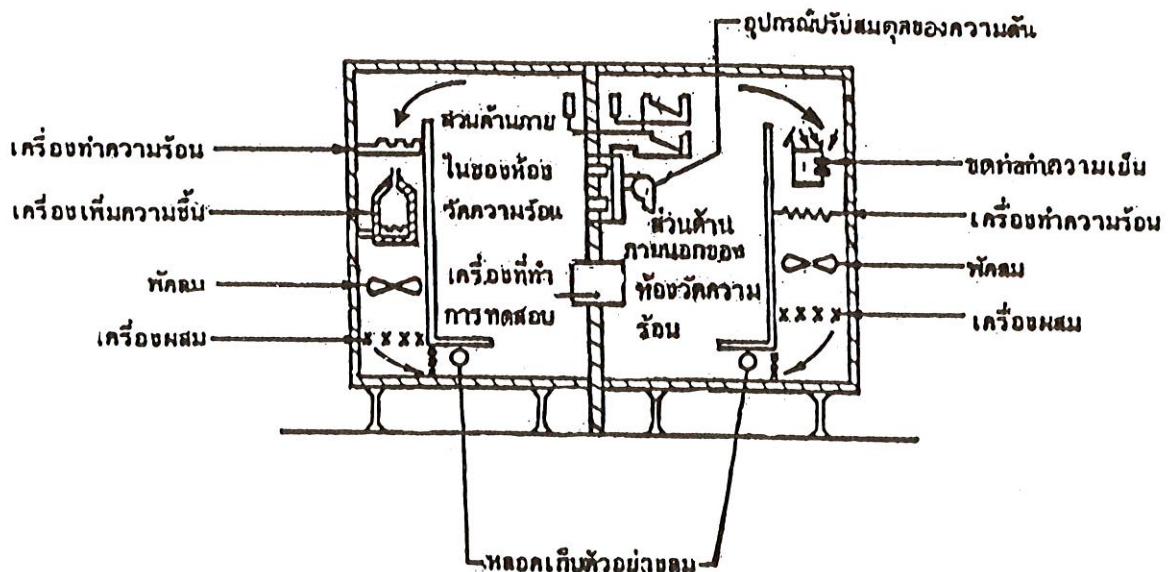 อุปกรณ์ปรับสมดุลของความดัน
เครื่องทำความร้อน
เครื่องเพิ่มความชื้น
พัดลม
เครื่องผสม
ส่วนด้านภาย
ในของห้อง
วัดความร้อน
เครื่องที่ทำ
การทดสอบ
ส่วนด้าน
ภายนอกของ
ห้องวัดความ
ร้อน
ขดท่อทำความเย็น
เครื่องทำความร้อน
พัดลม
เครื่องผสม
หลอดเก็บตัวอย่างลม